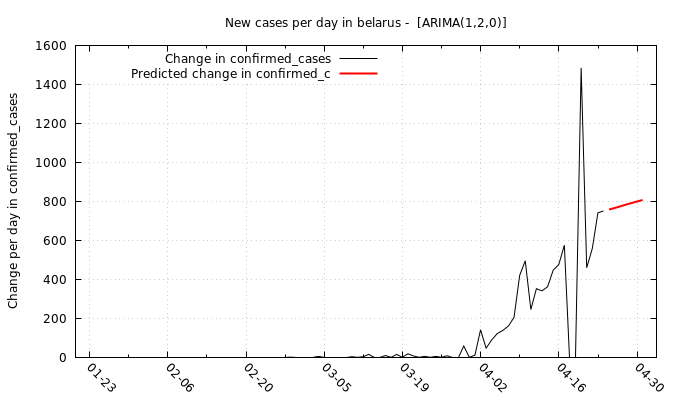 New cases per day in belarus -  [ARIMA(1,2,0)]
Change in confirmed_cases
Predicted change in confirmed_c
Change per day in confirmed_cases
1600
1400
1200
1000
800
600
400
200
0
01-23 02-06 02-20 03-05 03-19 04-02 04-16 04-30